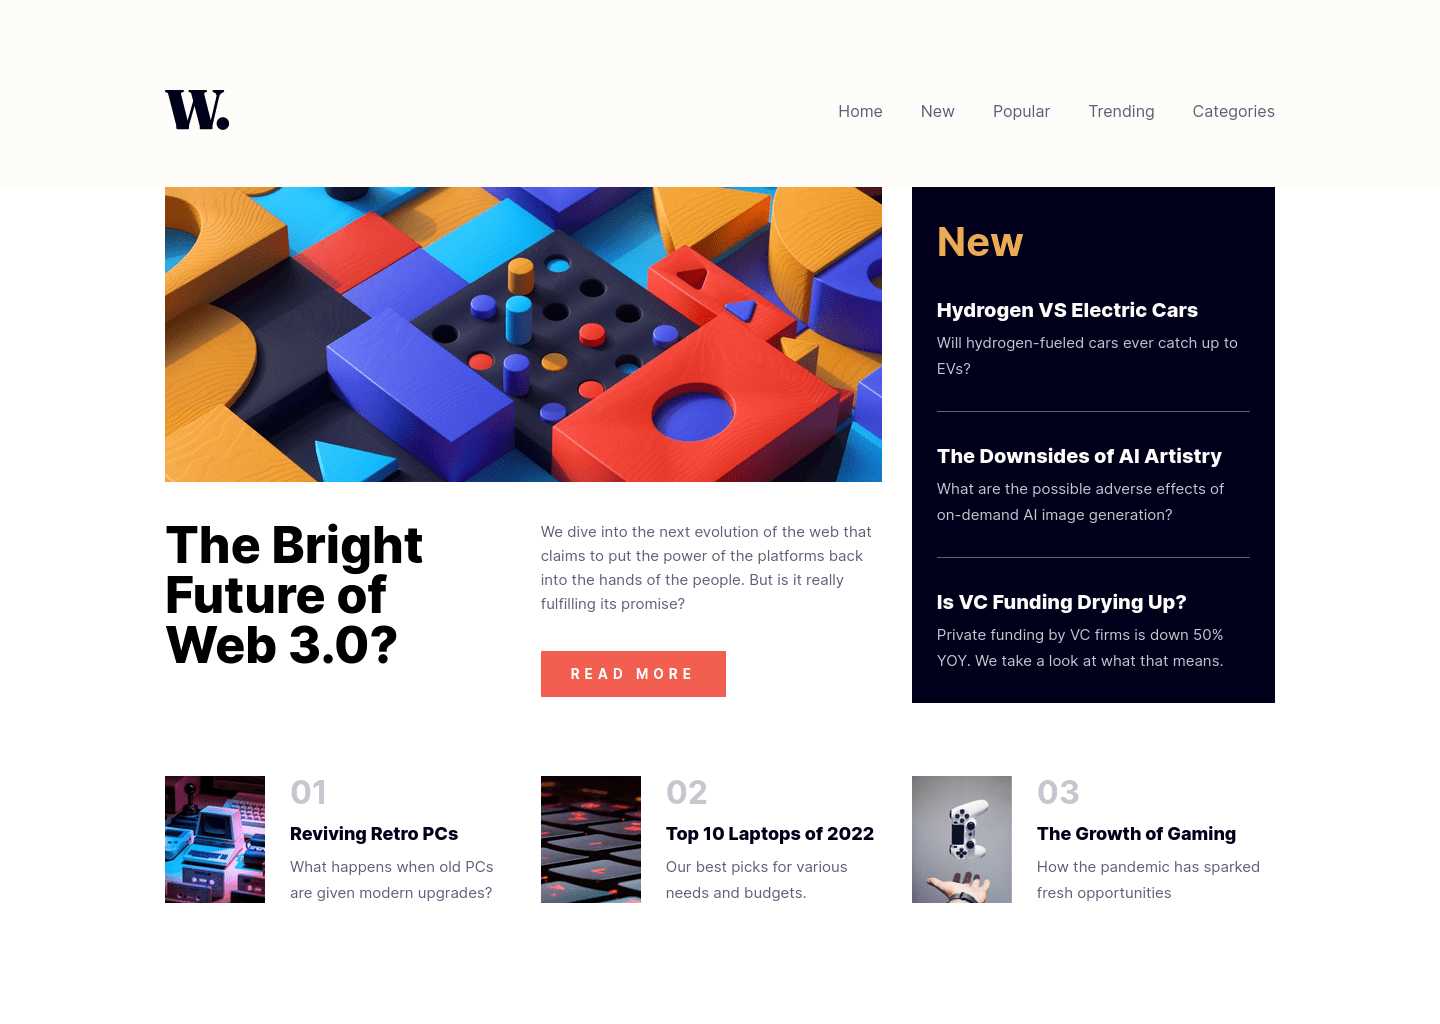 W.
Home
New
Popular
Trending
Categories
The Bright
Future of
Web 3.0?
We dive into the next evolution of the web that
claims to put the power of the platforms back
into the hands of the people. But is it really
fulfilling its promise?
READ MORE
New
Hydrogen VS Electric Cars
Will hydrogen-fueled cars ever catch up to
EVs?
The Downsides of AI Artistry
What are the possible adverse effects of
on-demand AI image generation?
Is VC Funding Drying Up?
Private funding by VC firms is down 50%
YOY. We take a look at what that means.
01
Reviving Retro PCs
What happens when old PCs
are given modern upgrades?
02
Top 10 Laptops of 2022
Our best picks for various
needs and budgets.
03
The Growth of Gaming
How the pandemic has sparked
fresh opportunities